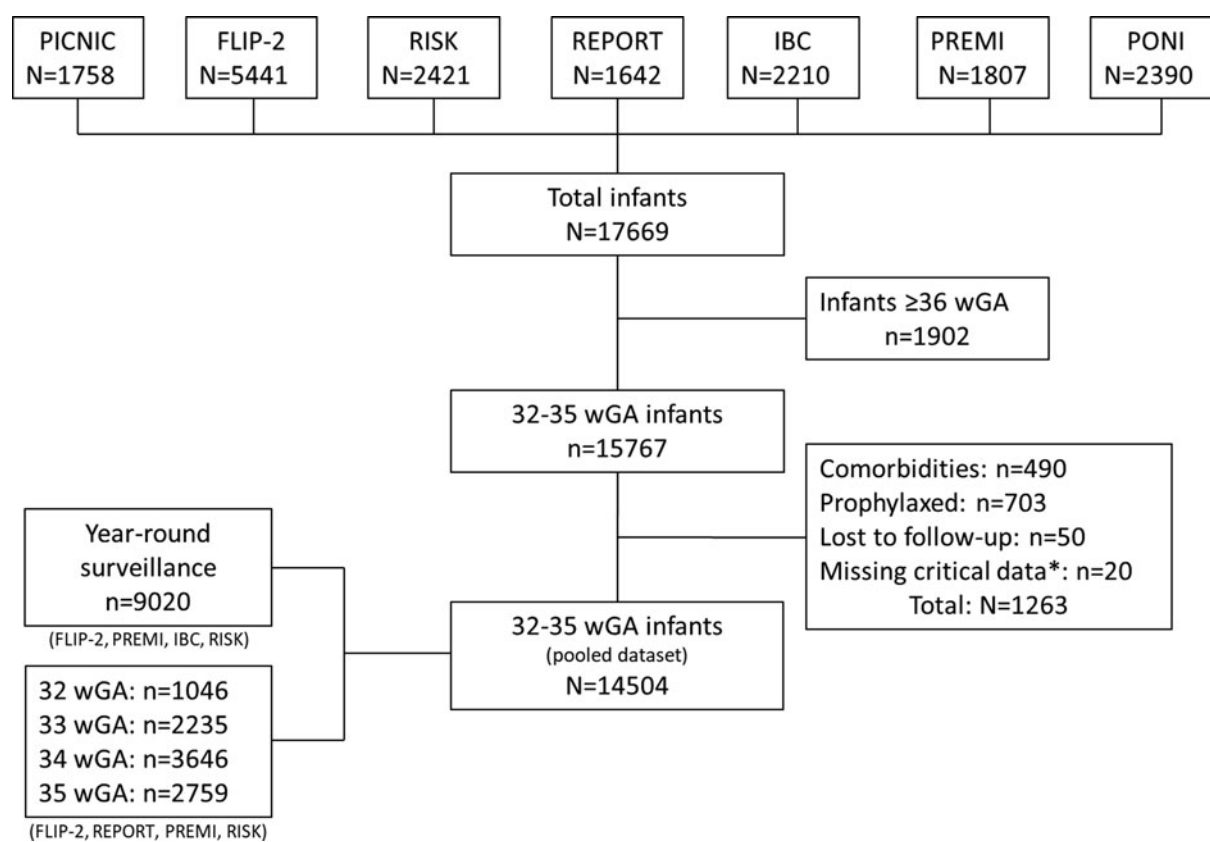 PICNIC
N=1758
FLIP-2
N=5441
RISK
N=2421
REPORT
N=1642
IBC
N=2210
PREMI
N=1807
PONI
N=2390
Total infants
N=17669
Infants ≥36 wGA
n=1902
32-35 wGA infants
n=15767
Comorbidities: n=490
Prophylaxed: n=703
Lost to follow-up: n=50
Missing critical data*: n=20
Total: N=1263
32-35 wGA infants
(pooled dataset)
N=14504
Year-round
surveillance
n=9020
(FLIP-2, PREMI, IBC, RISK)
32 wGA: n=1046
33 wGA: n=2235
34 wGA: n=3646
35 wGA: n=2759
(FLIP-2, REPORT, PREMI, RISK)